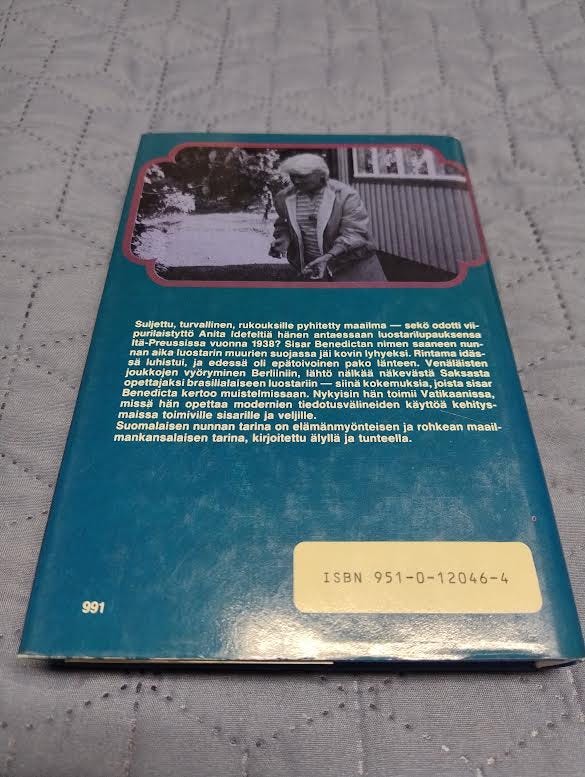 Suljettu, turvallinen, rukouksille pyhitetty maailma — sekö odotti vii-
purilaistyttö Anita Idefeltiä hänen antaessaan luostarilupauksensa
Itä-Preussissa vuonna 1938? Sisar Benedictan nimen saaneen nun-
nan aika luostarin muurien suojassa jäi kovin lyhyeksi. Rintama idäs-
sä luhistui, ja edessä oli epätoivoinen pako länteen. Venäläisten
joukkojen vyöryminen Berliiniin, lähtö nälkää näkevästä Saksasta
opettajaksi brasilialaiseen luostariin — siinä kokemuksia, joista sisar
Benedicta kertoo muistelmissaan. Nykyisin hän toimii Vatikaanissa,
missä hän opettaa modernien tiedotusvälineiden käyttöä kehitys-
maissa toimiville sisarille ja veljille.
Suomalaisen nunnan tarina on elämänmyönteisen ja rohkean maail-
mankansalaisen tarina, kirjoitettu älyllä ja tunteella.
ISBN 951-0-12046-4
991